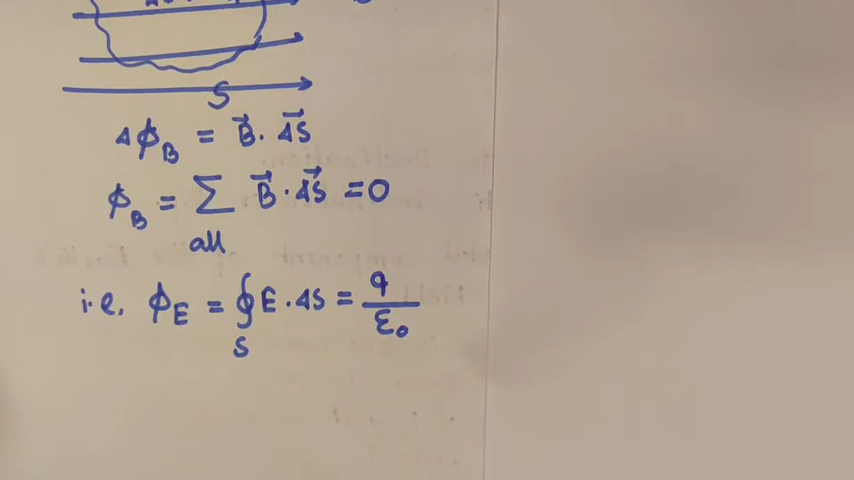 S
ΔϕB = B⃗ · ΔS⃗
ϕB = Σ B⃗ · ΔS⃗ = 0
all
i.e. ϕE = ∮ E · ΔS = q/ε₀
S